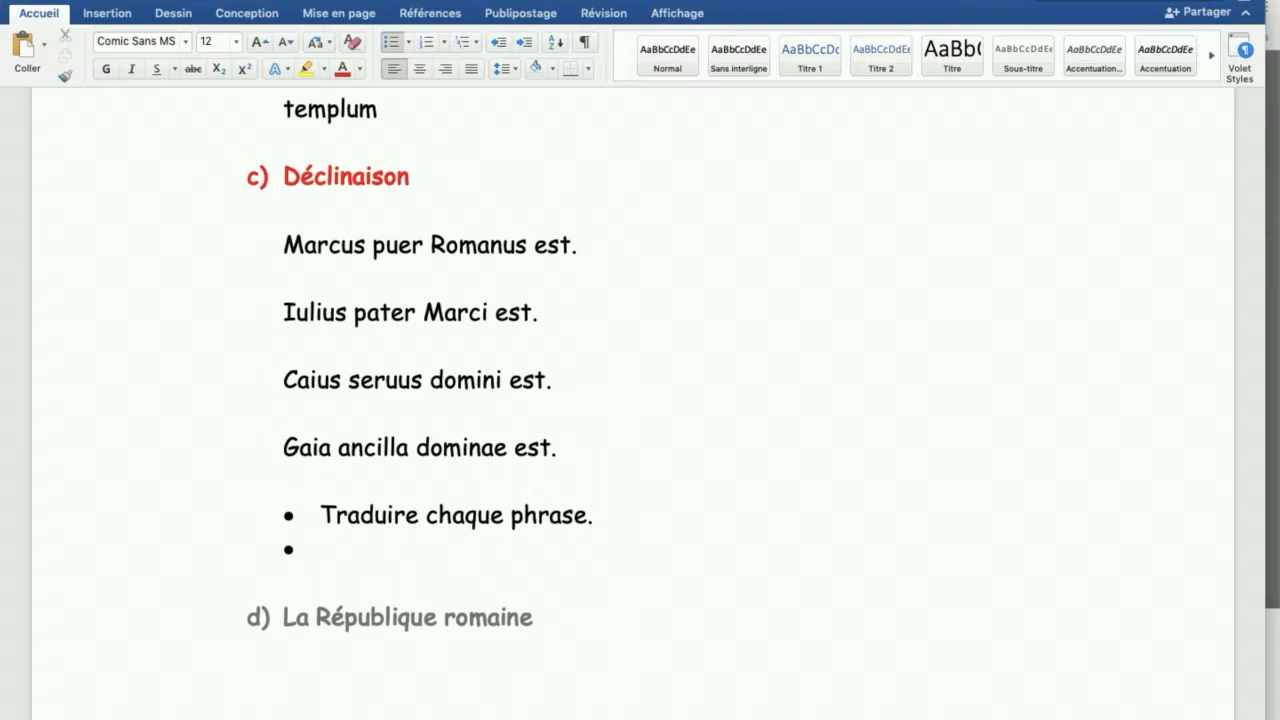 Accueil Insertion Dessin Conception Mise en page Références Publipostage Révision Affichage Partager
Comic Sans MS 12
Coller
G I S abc X₂ X² A A
AaBbCcDdEe AaBbCcDdEe AaBbCcDc AaBbCcDdEe AaBb( AaBbCcDdEe AaBbCcDdEe AaBbCcDdEe
Normal Sans interligne Titre 1 Titre 2 Titre Sous-titre Accentuation... Accentuation
Volet
Styles
templum
c) Déclinaison
Marcus puer Romanus est.
Iulius pater Marci est.
Caius seruus domini est.
Gaia ancilla dominae est.
• Traduire chaque phrase.
•
d) La République romaine